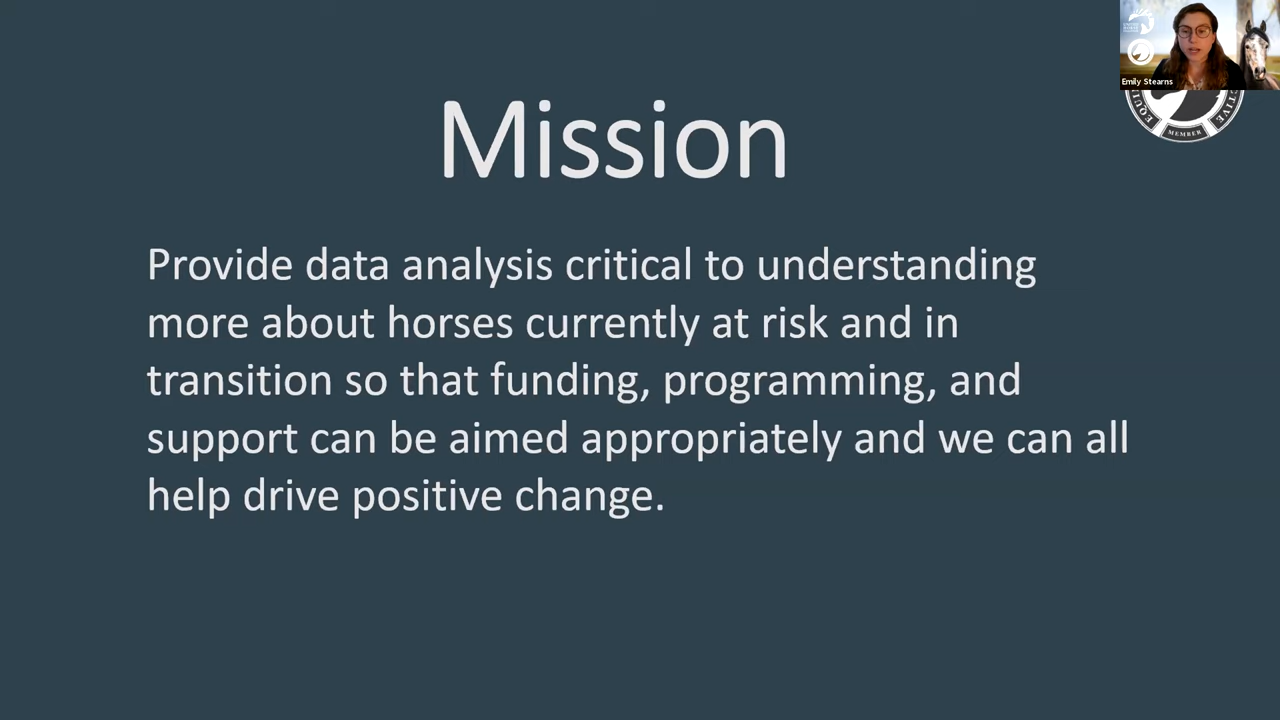 Emily Stearns
MEMBER
Mission
Provide data analysis critical to understanding
more about horses currently at risk and in
transition so that funding, programming, and
support can be aimed appropriately and we can all
help drive positive change.